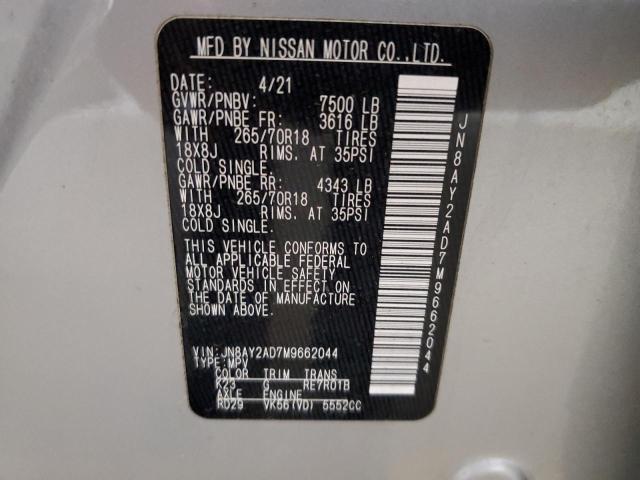 MFD BY NISSAN MOTOR CO.,LTD.
DATE: 4/21
GVWR/PNBV: 7500 LB
GAWR/PNBE FR: 3616 LB
WITH 265/70R18 TIRES
18X8J RIMS. AT 35PSI
COLD SINGLE.
GAWR/PNBE RR: 4343 LB
WITH 265/70R18 TIRES
18X8J RIMS. AT 35PSI
COLD SINGLE.
THIS VEHICLE CONFORMS TO
ALL APPLICABLE FEDERAL
MOTOR VEHICLE SAFETY
STANDARDS IN EFFECT ON
THE DATE OF MANUFACTURE
SHOWN ABOVE.
VIN: JN8AY2AD7M9662044
TYPE: MPV
COLOR TRIM TRANS
K23 G RE7R01B
AXLE ENGINE
RD29 VK56(VD) 5552CC
JN8AY2AD7M9662044